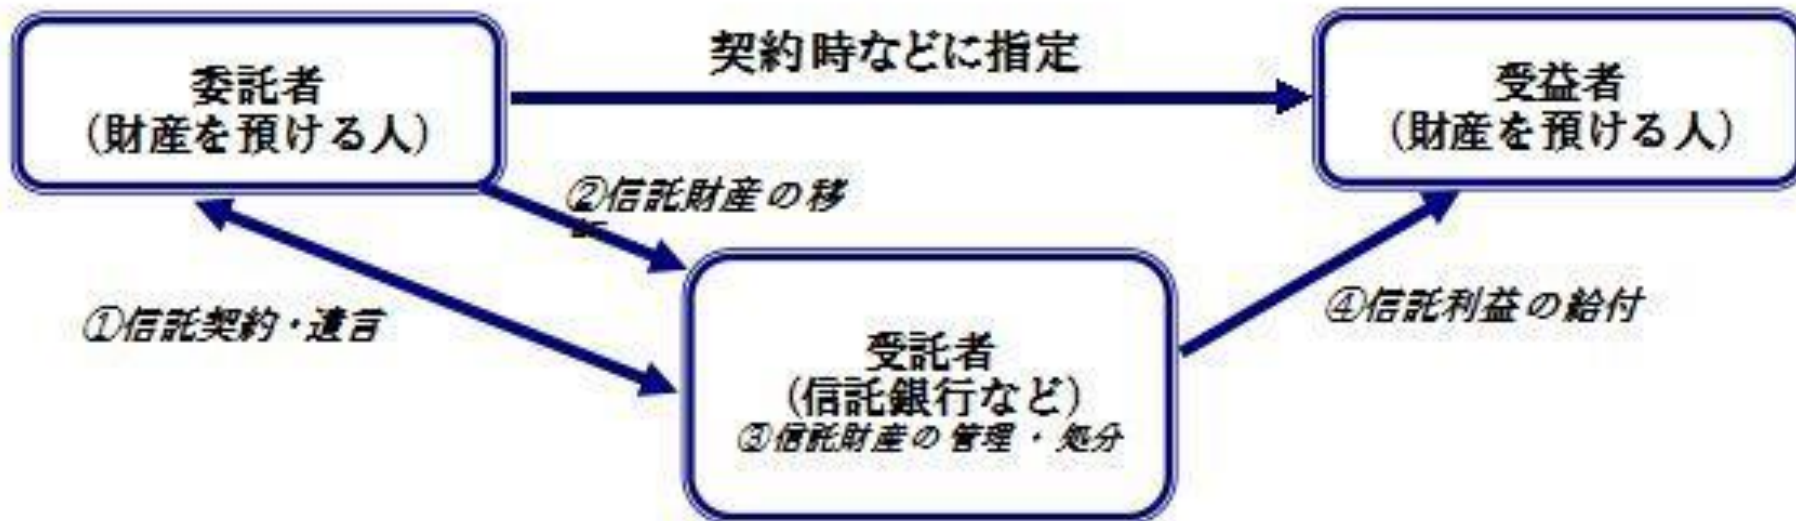 委託者
(財産を預ける人)
契約時などに指定
受益者
(財産を預ける人)
②信託財産の移
①信託契約・遺言
受託者
(信託銀行など)
③信託財産の管理・処分
④信託利益の給付